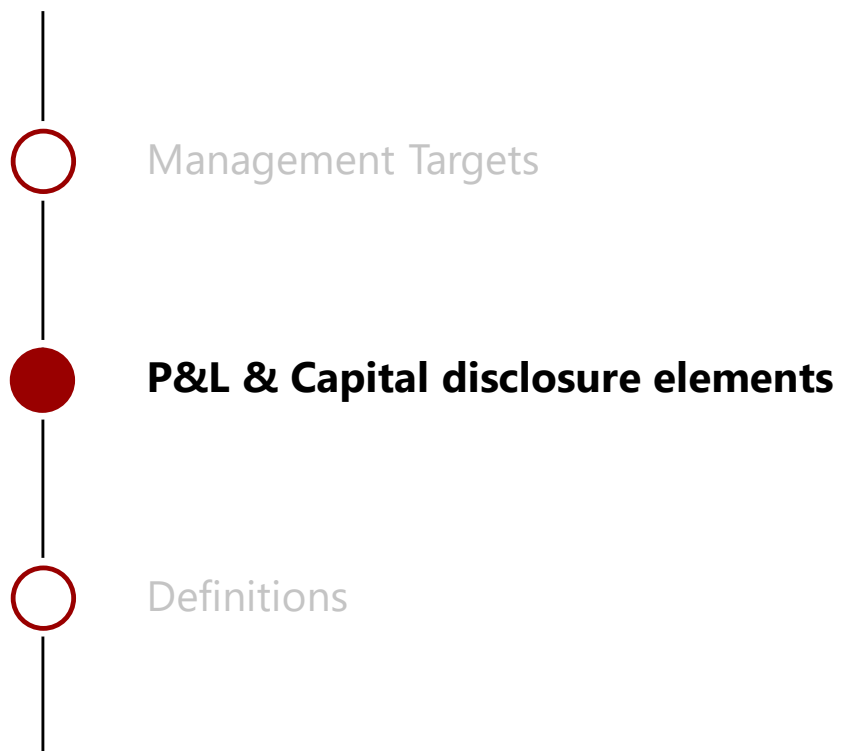 Management Targets
P&L & Capital disclosure elements
Definitions